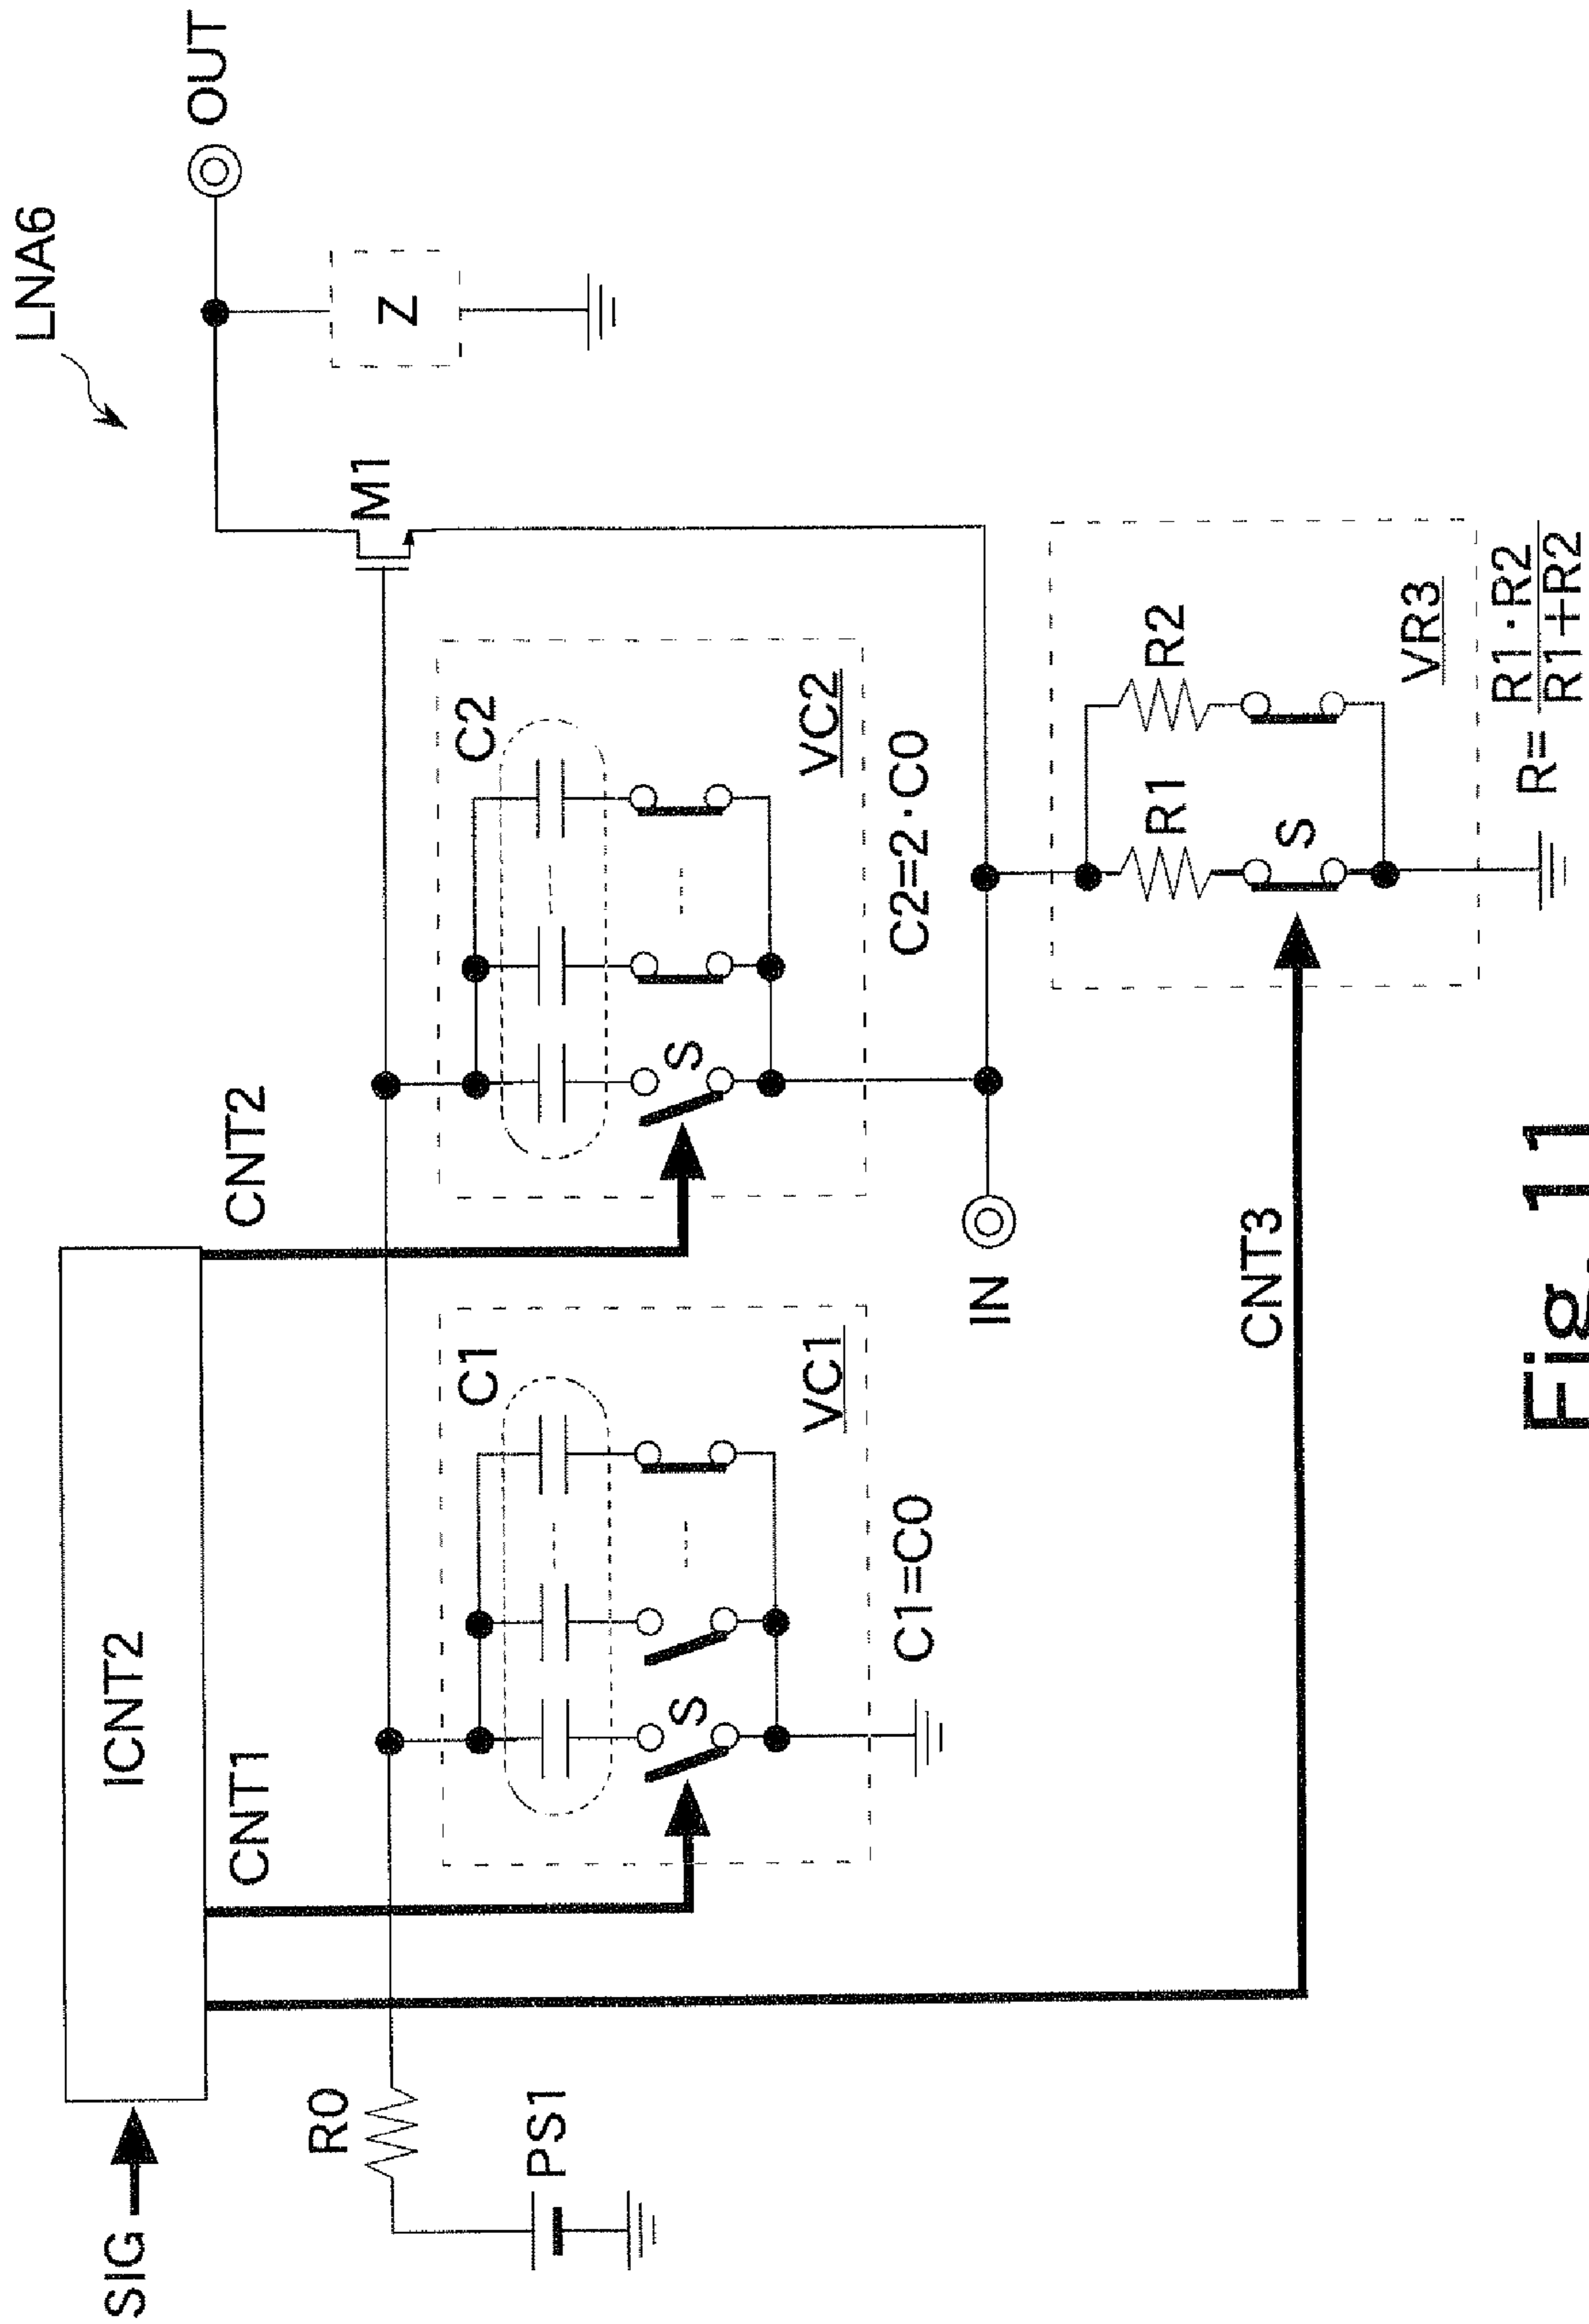 LNA6
SIG
ICNT2
CNT1
CNT2
OUT
R0
M1
Z
PS1
C1
C2
S
S
VC1
VC2
C1=C0
C2=2·C0
IN
CNT3
R1
R2
S
VR3
R= R1·R2
R1+R2
Fig. 11